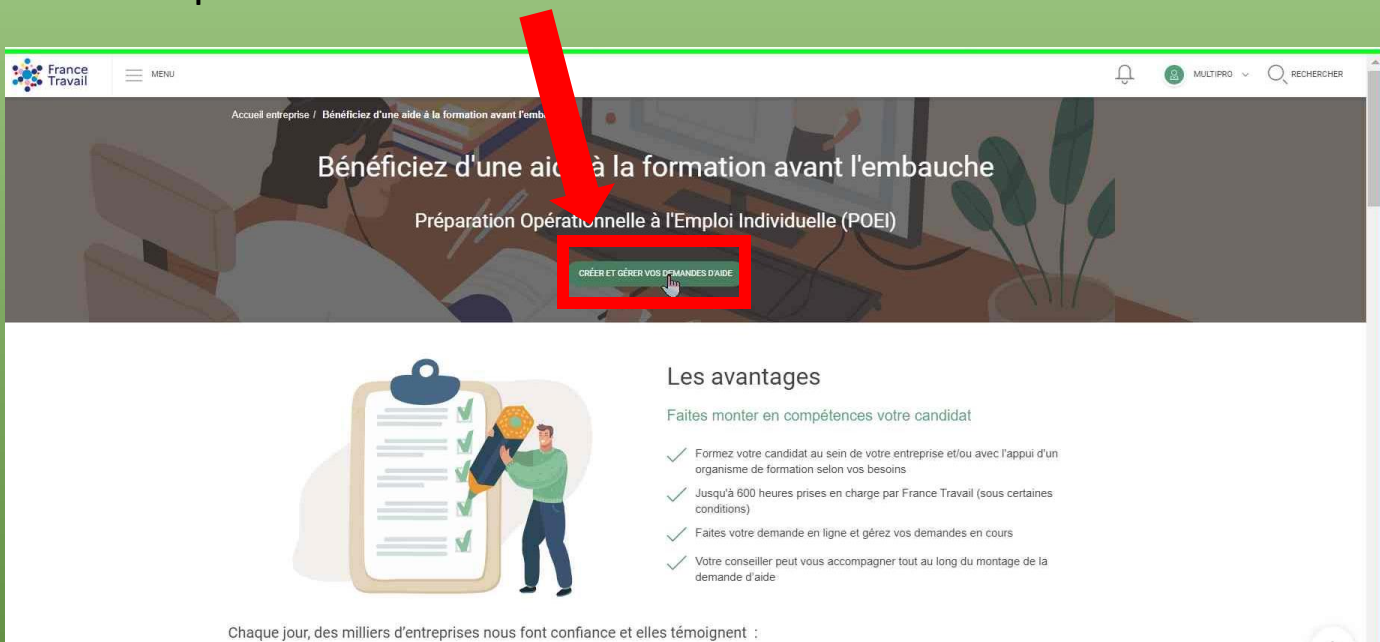 France
Travail
MENU
MULTIPRO
RECHERCHER
Accueil entreprise / Bénéficiez d'une aide à la formation avant
Bénéficiez d'une à la formation avant l'embauche
Préparation Opérationnelle à l'Emploi Individuelle (POEI)
CRÉER ET GÉRER VOS DEMANDES D'AIDE
Les avantages
Faites monter en compétences votre candidat
Formez votre candidat au sein de votre entreprise et/ou avec l'appui d'un
organisme de formation selon vos besoins
Jusqu'à 600 heures prises en charge par France Travail (sous certaines
conditions)
Faites votre demande en ligne et gérez vos demandes en cours
Votre conseiller peut vous accompagner tout au long du montage de la
demande d'aide
Chaque jour, des milliers d'entreprises nous font confiance et elles témoignent :